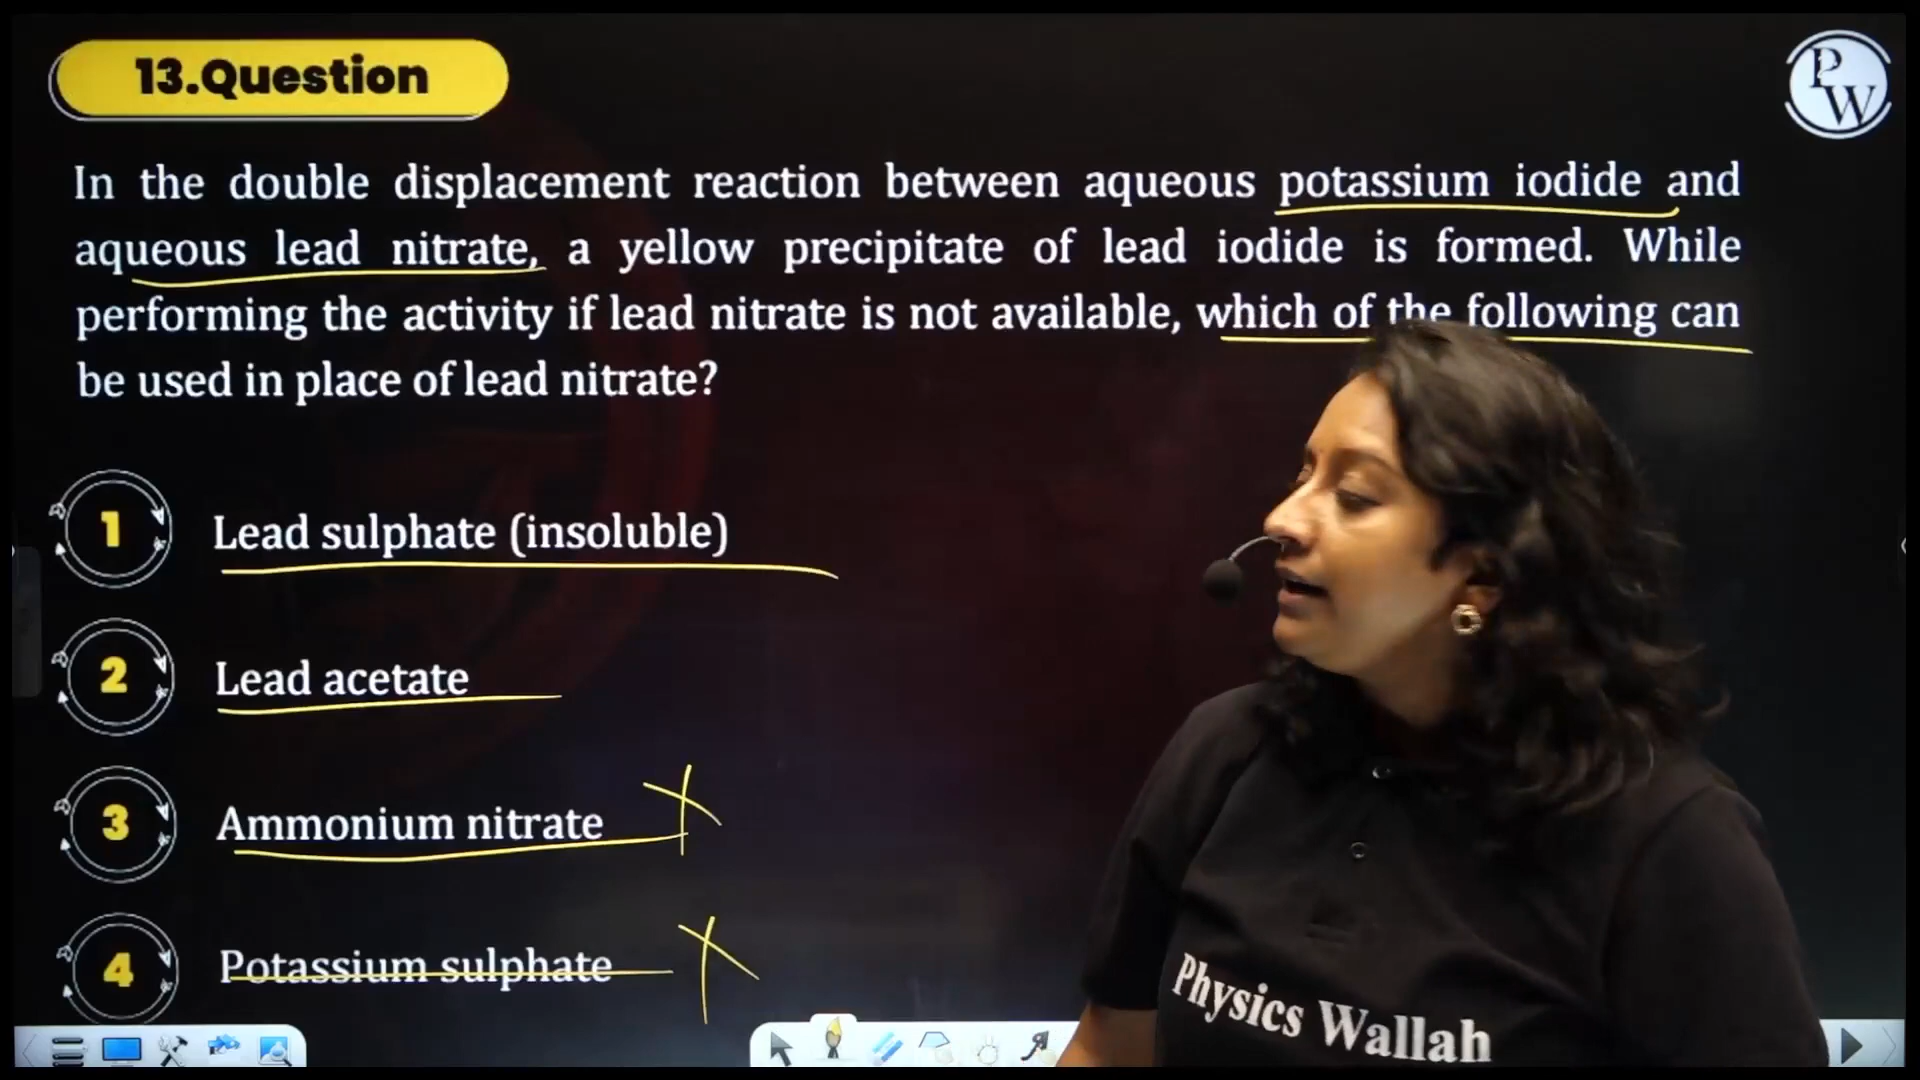 13.Question
PW
In the double displacement reaction between aqueous potassium iodide and
aqueous lead nitrate, a yellow precipitate of lead iodide is formed. While
performing the activity if lead nitrate is not available, which of the following can
be used in place of lead nitrate?
1 Lead sulphate (insoluble)
2 Lead acetate
3 Ammonium nitrate
4 Potassium sulphate
Physics Wallah